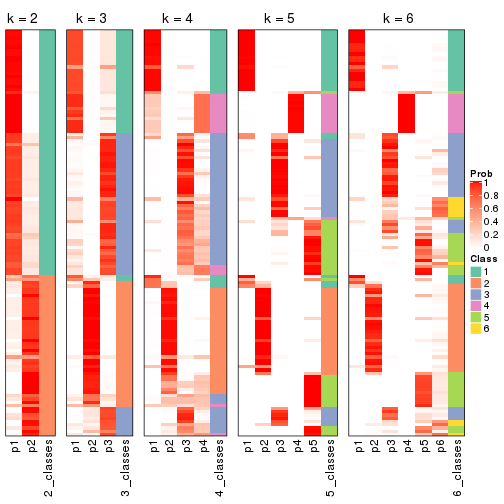 k = 2
k = 3
k = 4
k = 5
k = 6
p1
p2
2_classes
p1
p2
p3
3_classes
p1
p2
p3
p4
4_classes
p1
p2
p3
p4
p5
5_classes
p1
p2
p3
p4
p5
p6
6_classes
Prob
1
0.8
0.6
0.4
0.2
0
Class
1
2
3
4
5
6